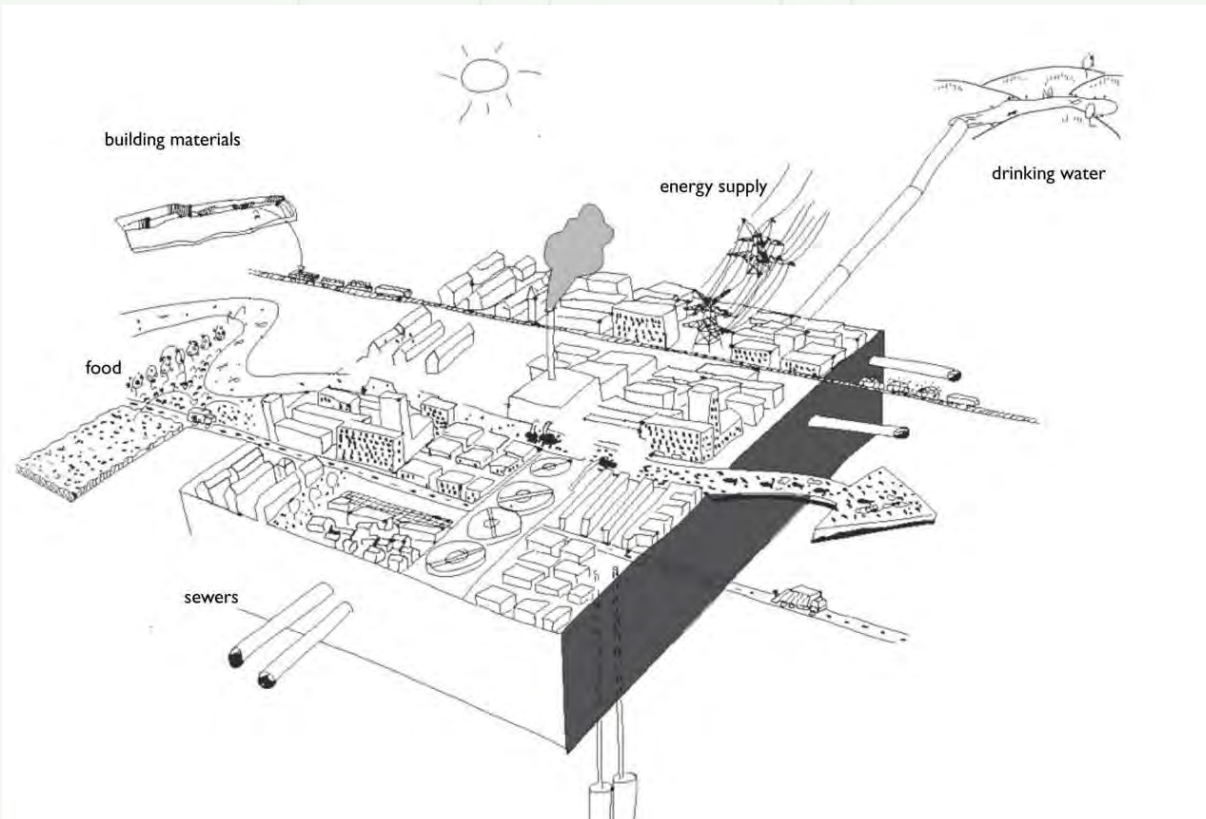 building materials
energy supply
drinking water
food
sewers